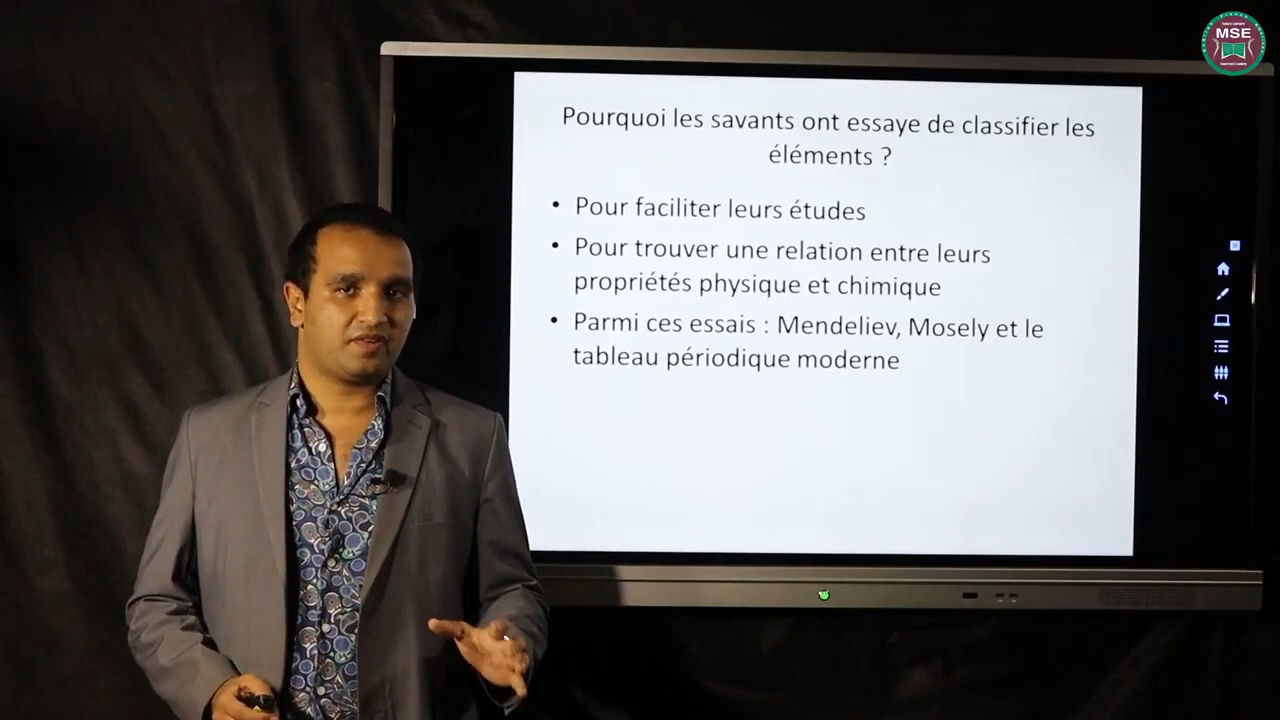 MSE
Pourquoi les savants ont essaye de classifier les
éléments ?
• Pour faciliter leurs études
• Pour trouver une relation entre leurs
propriétés physique et chimique
• Parmi ces essais : Mendeliev, Mosely et le
tableau périodique moderne